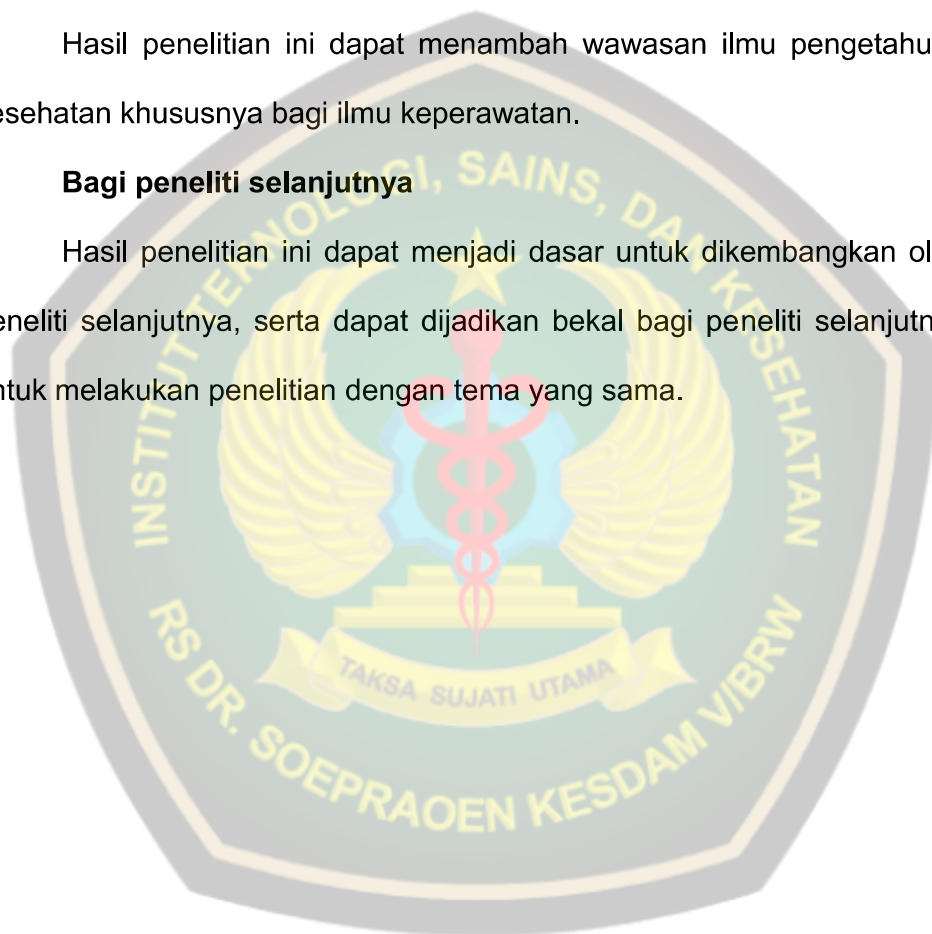 Hasil penelitian ini dapat menambah wawasan ilmu pengetahu
esehatan khususnya bagi ilmu keperawatan.
Bagi peneliti selanjutnya
Hasil penelitian ini dapat menjadi dasar untuk dikembangkan ol
eneliti selanjutnya, serta dapat dijadikan bekal bagi peneliti selanjutn
ntuk melakukan penelitian dengan tema yang sama.
INSTITUT TEKNOLOGI, SAINS, DAN KESEHATAN
TAKSA SUJATI UTAMA
RS DR. SOEPRAOEN KESDAM V/BRW